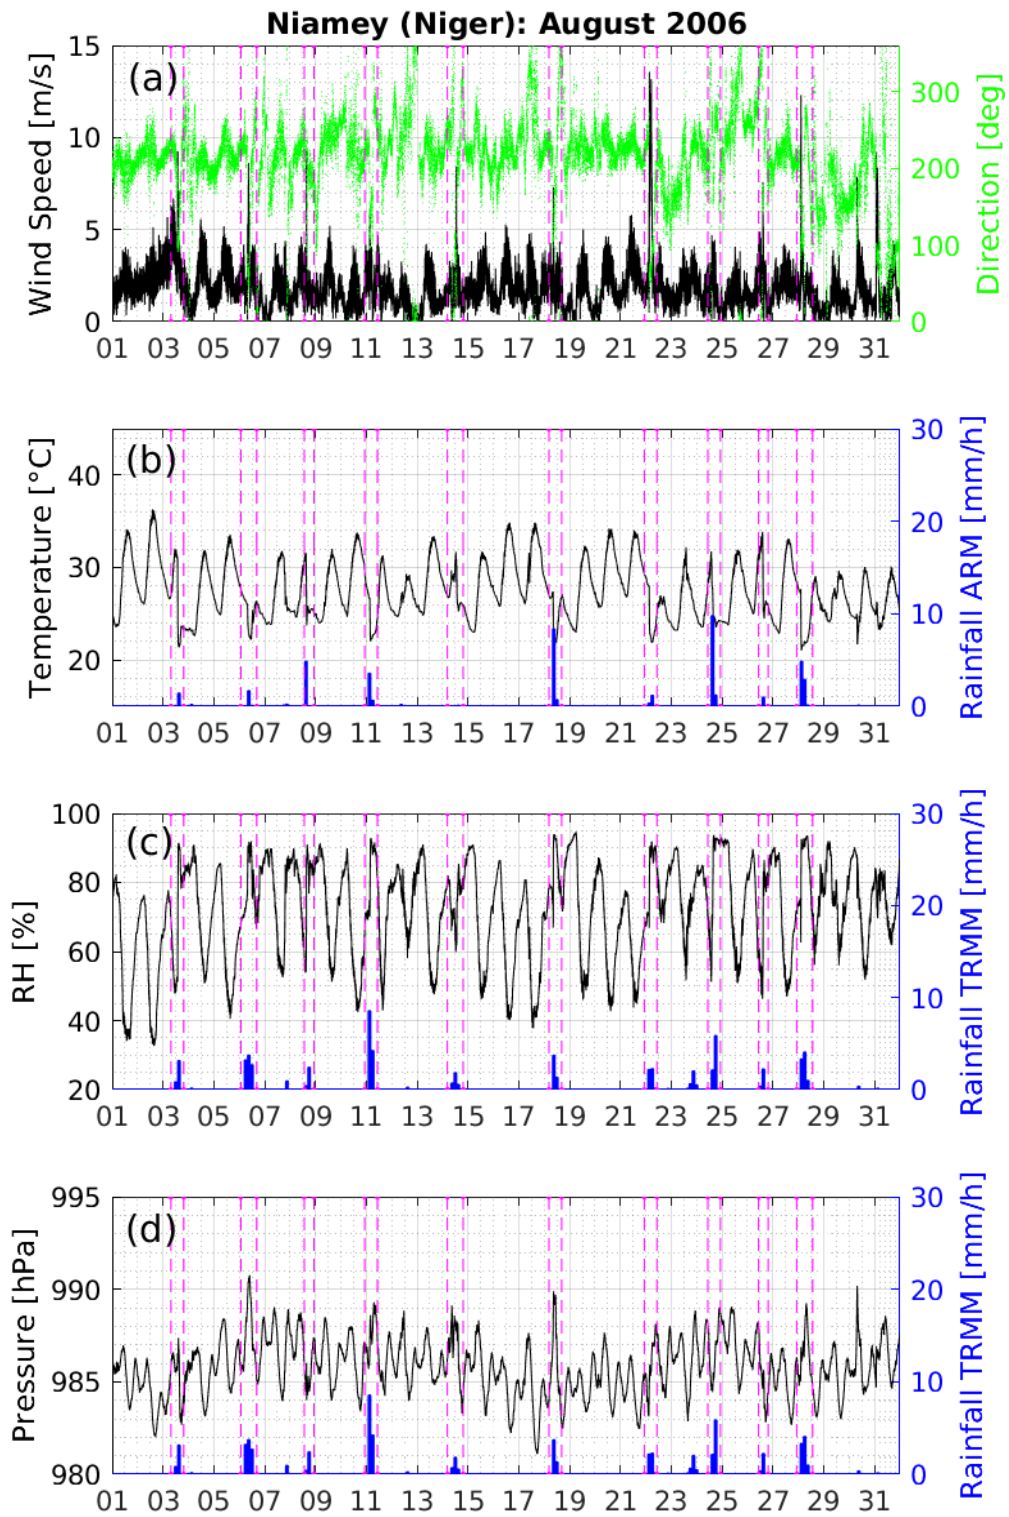 Niamey (Niger): August 2006
(a)
Wind Speed [m/s]
15
10
5
0
300
200
100
0
Direction [deg]
01 03 05 07 09 11 13 15 17 19 21 23 25 27 29 31
(b)
Temperature [°C]
40
30
20
30
20
10
0
Rainfall ARM [mm/h]
01 03 05 07 09 11 13 15 17 19 21 23 25 27 29 31
(c)
RH [%]
100
80
60
40
20
30
20
10
0
Rainfall TRMM [mm/h]
01 03 05 07 09 11 13 15 17 19 21 23 25 27 29 31
(d)
Pressure [hPa]
995
990
985
980
30
20
10
0
Rainfall TRMM [mm/h]
01 03 05 07 09 11 13 15 17 19 21 23 25 27 29 31